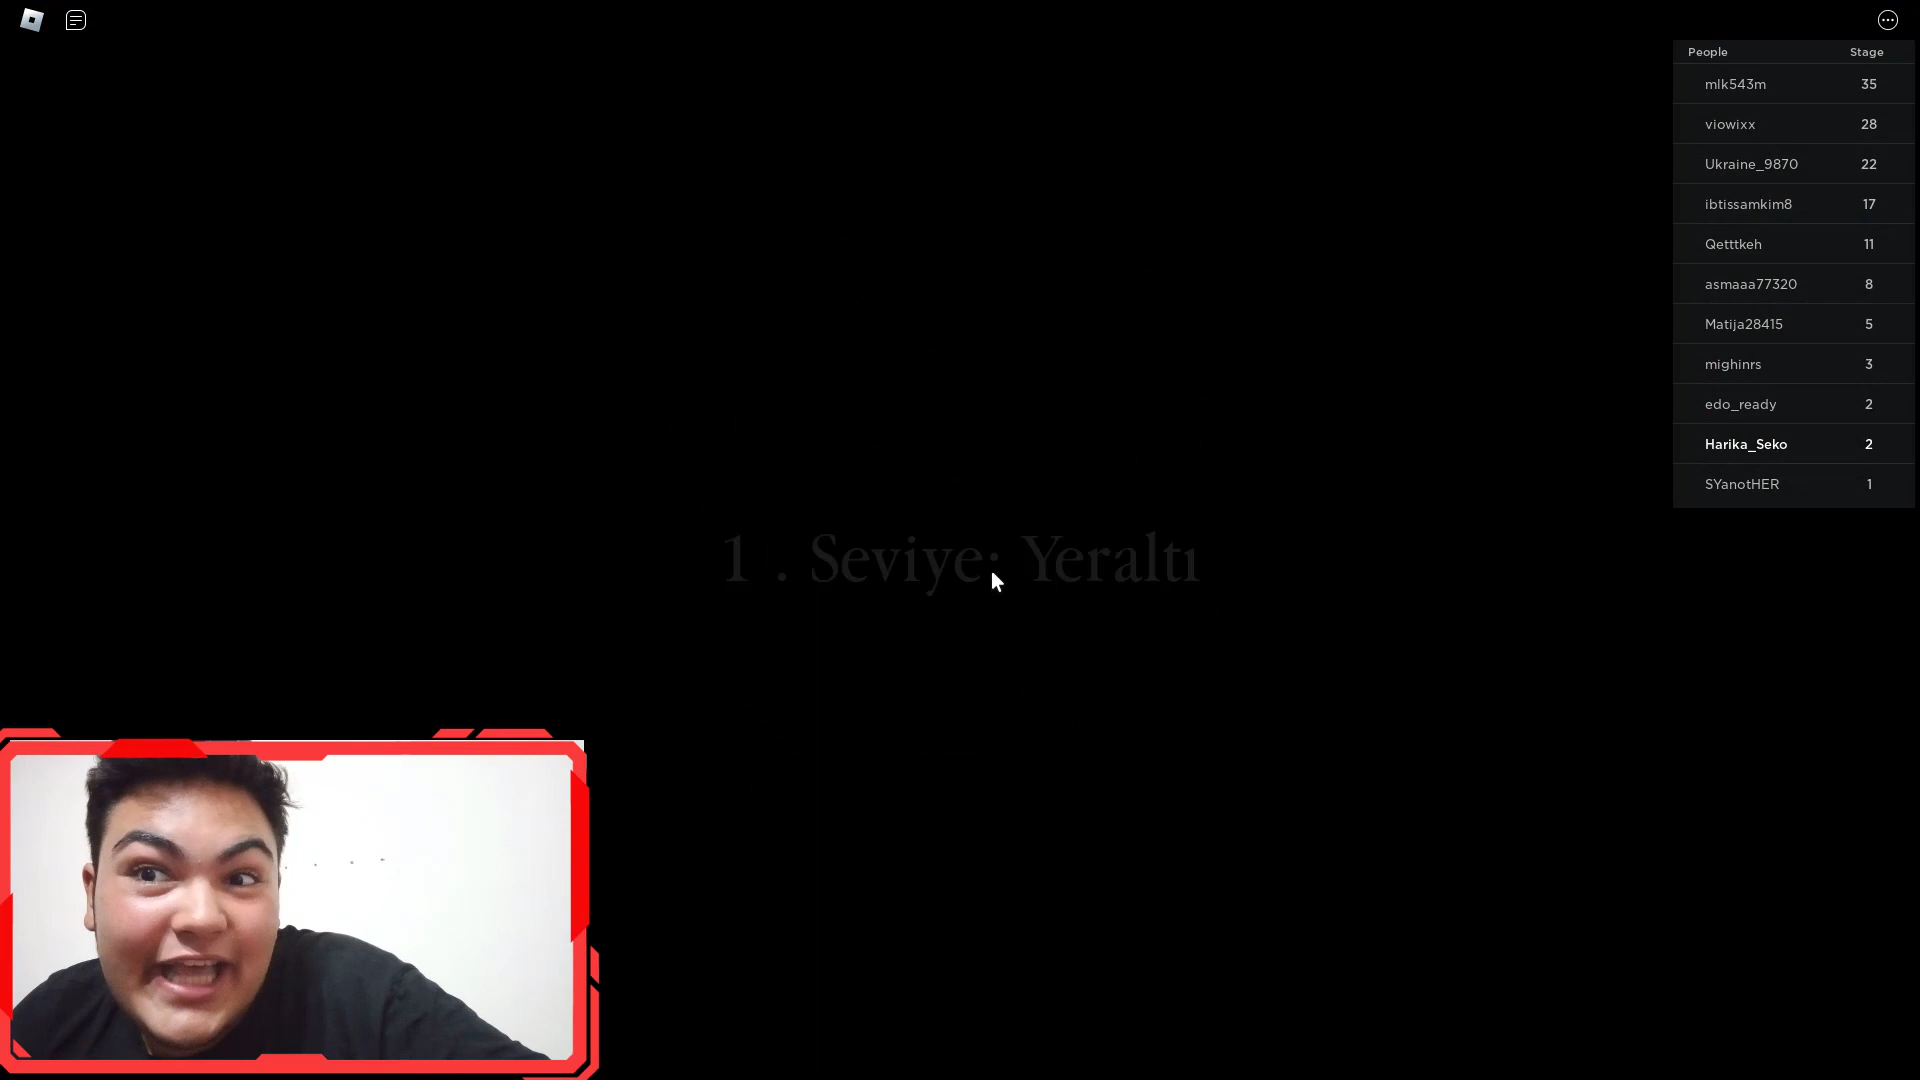 People Stage
mlk543m 35
viowixx 28
Ukraine_9870 22
ibtissamkim8 17
Qetttkeh 11
asmaaa77320 8
Matija28415 5
mighinrs 3
edo_ready 2
Harika_Seko 2
SYanotHER 1
1 . Seviye: Yeraltı